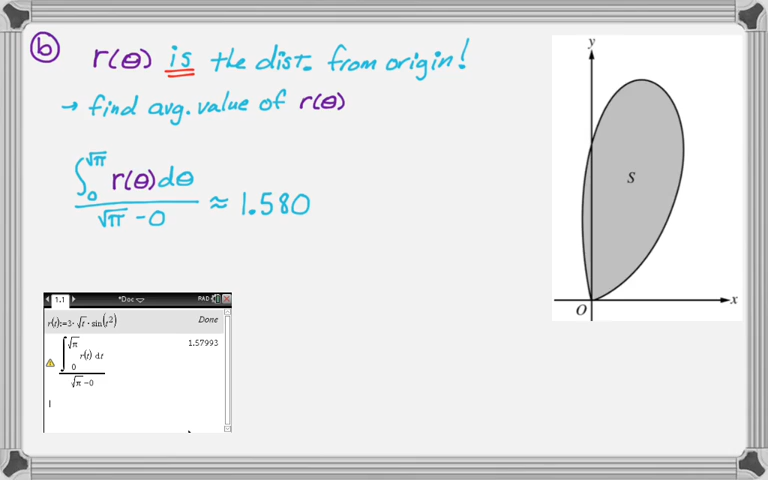 b r(θ) is the dist. from origin!
→ find avg. value of r(θ)
∫₀^√π r(θ)dθ
√π - 0
≈ 1.580
y
S
O
x
1.1 *Doc RAD
r(t):=3·√t·sin(t²) Done
∫₀^√π r(t) dt
√π-0
1.57993